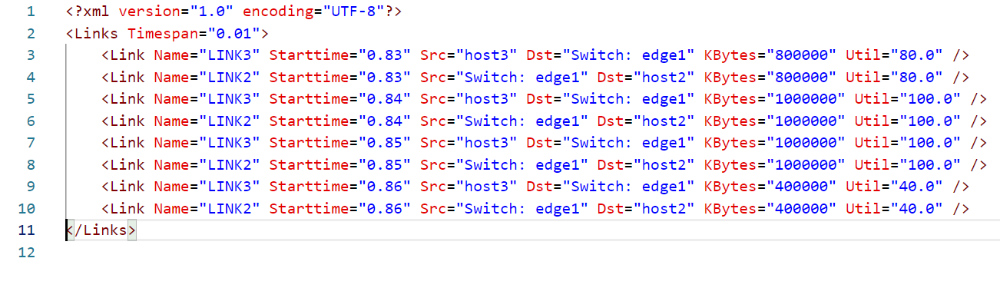 1 <?xml version="1.0" encoding="UTF-8"?>
2 <Links Timespan="0.01">
3 <Link Name="LINK3" Starttime="0.83" Src="host3" Dst="Switch: edge1" KBytes="800000" Util="80.0" />
4 <Link Name="LINK2" Starttime="0.83" Src="Switch: edge1" Dst="host2" KBytes="800000" Util="80.0" />
5 <Link Name="LINK3" Starttime="0.84" Src="host3" Dst="Switch: edge1" KBytes="1000000" Util="100.0" />
6 <Link Name="LINK2" Starttime="0.84" Src="Switch: edge1" Dst="host2" KBytes="1000000" Util="100.0" />
7 <Link Name="LINK3" Starttime="0.85" Src="host3" Dst="Switch: edge1" KBytes="1000000" Util="100.0" />
8 <Link Name="LINK2" Starttime="0.85" Src="Switch: edge1" Dst="host2" KBytes="1000000" Util="100.0" />
9 <Link Name="LINK3" Starttime="0.86" Src="host3" Dst="Switch: edge1" KBytes="400000" Util="40.0" />
10 <Link Name="LINK2" Starttime="0.86" Src="Switch: edge1" Dst="host2" KBytes="400000" Util="40.0" />
11 </Links>
12